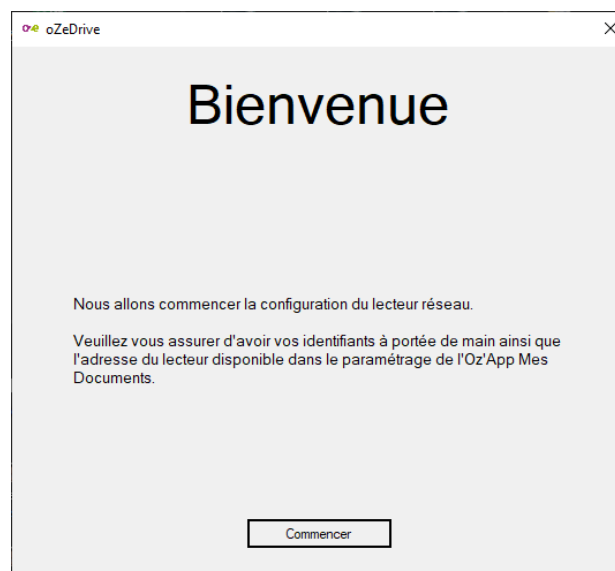 oZeDrive
Bienvenue
Nous allons commencer la configuration du lecteur réseau.
Veuillez vous assurer d'avoir vos identifiants à portée de main ainsi que
l'adresse du lecteur disponible dans le paramétrage de l'Oz'App Mes
Documents.
Commencer